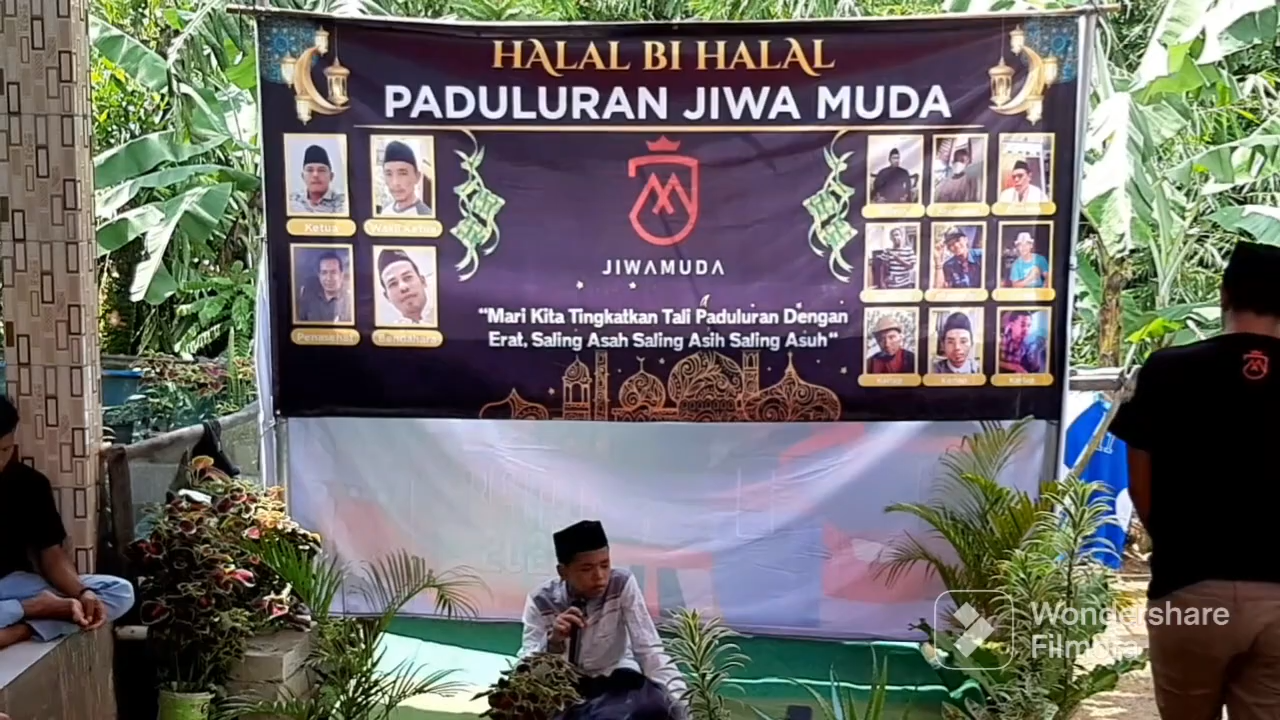 HALAL BI HALAL
PADULURAN JIWA MUDA
JIWAMUDA
“Mari Kita Tingkatkan Tali Paduluran Dengan
Erat, Saling Asah Saling Asih Saling Asuh“
Ketua
Wakil Ketua
Penasehat
Bendahara
Wondershare
Filmora